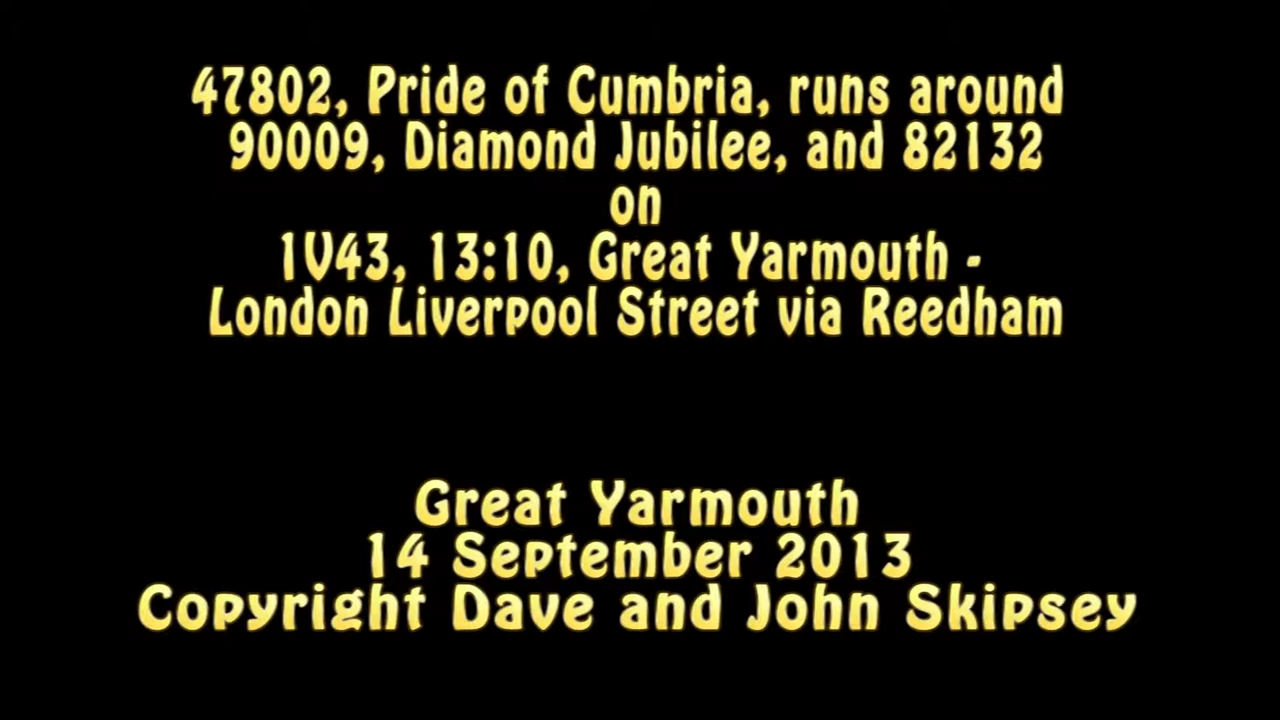 47802, Pride of Cumbria, runs around
90009, Diamond Jubilee, and 82132
on
1V43, 13:10, Great Yarmouth -
London Liverpool Street via Reedham
Great Yarmouth
14 September 2013
Copyright Dave and John Skipsey